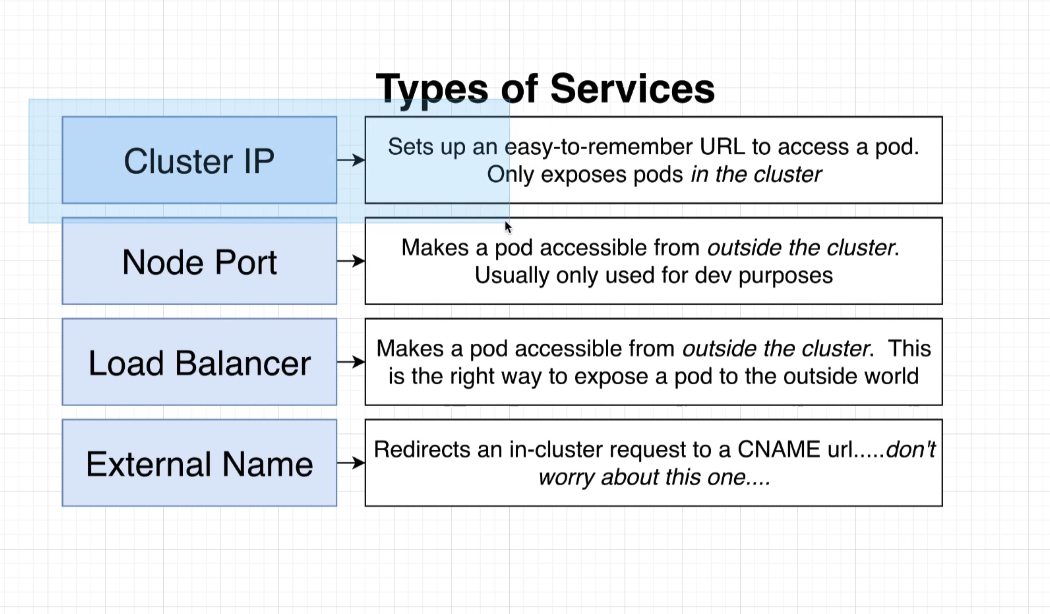 Types of Services
Cluster IP
Sets up an easy-to-remember URL to access a pod.
Only exposes pods in the cluster
Node Port
Makes a pod accessible from outside the cluster.
Usually only used for dev purposes
Load Balancer
Makes a pod accessible from outside the cluster.  This
is the right way to expose a pod to the outside world
External Name
Redirects an in-cluster request to a CNAME url.....don't
worry about this one....